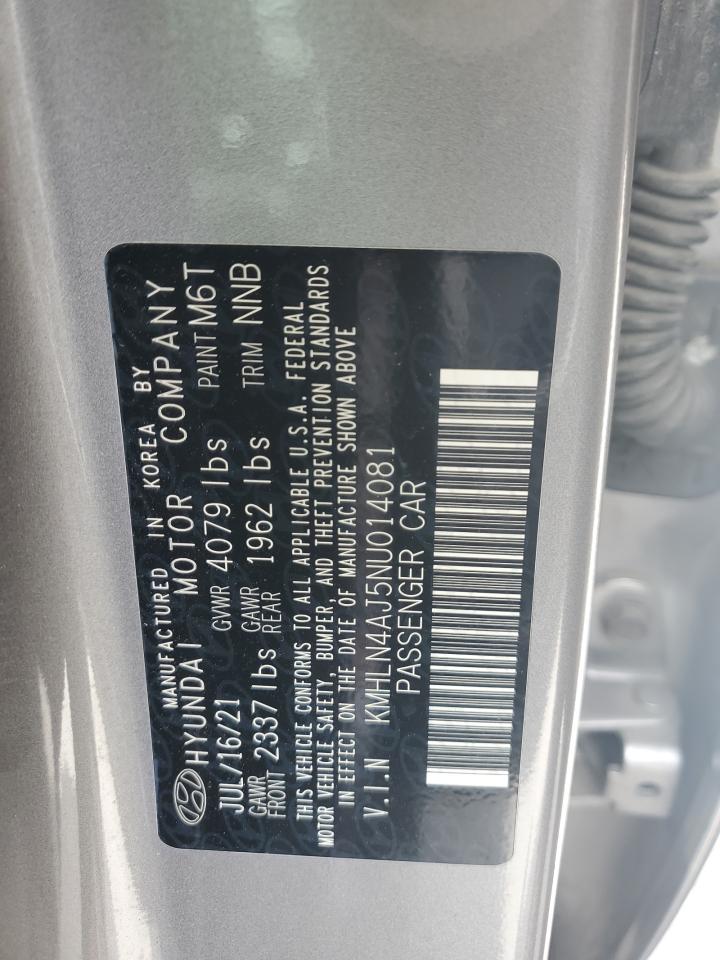 MANUFACTURED IN KOREA BY
HYUNDAI MOTOR COMPANY
JUL/16/21 GVWR 4079 lbs PAINT M6T
GAWR FRONT 2337 lbs GAWR REAR 1962 lbs TRIM NNB
THIS VEHICLE CONFORMS TO ALL APPLICABLE U.S.A. FEDERAL
MOTOR VEHICLE SAFETY, BUMPER, AND THEFT PREVENTION STANDARDS
IN EFFECT ON THE DATE OF MANUFACTURE SHOWN ABOVE
V.I.N KMHLN4AJ5NU014081
PASSENGER CAR